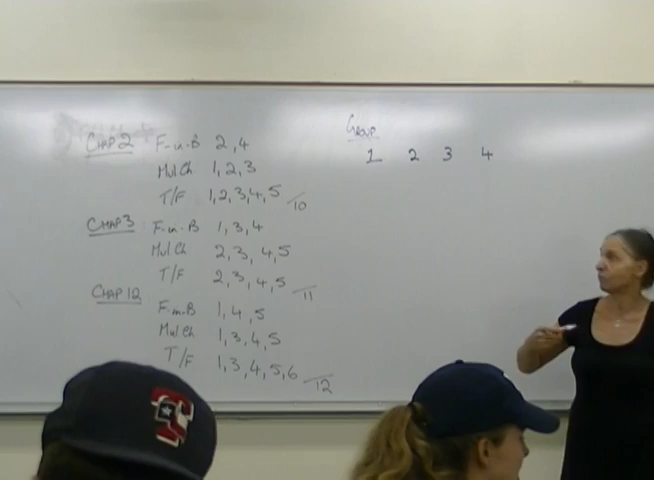 CHAP 2 F-m-B 2,4
Mul Ch 1,2,3
T/F 1,2,3,4,5 /10
CHAP 3 F-m-B 1,3,4
Mul Ch 2,3,4,5
T/F 2,3,4,5 /11
CHAP 12
F-m-B 1,4,5
Mul Ch 1,3,4,5
T/F 1,3,4,5,6 /12
GROUP
1 2 3 4
T